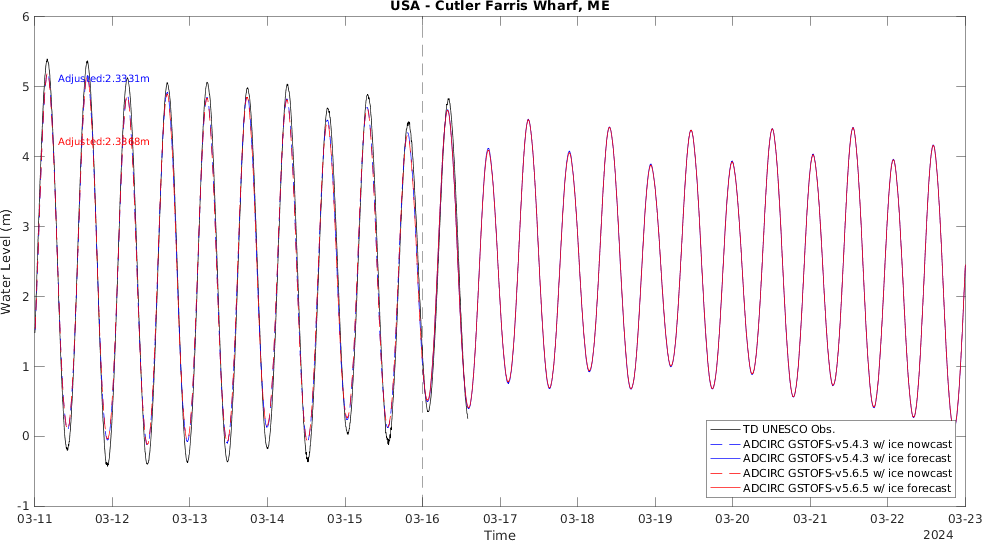 USA - Cutler Farris Wharf, ME
6
5
4
3
2
1
0
-1
Water Level (m)
Adjusted:2.3331m
Adjusted:2.3368m
TD UNESCO Obs.
ADCIRC GSTOFS-v5.4.3 w/ ice nowcast
ADCIRC GSTOFS-v5.4.3 w/ ice forecast
ADCIRC GSTOFS-v5.6.5 w/ ice nowcast
ADCIRC GSTOFS-v5.6.5 w/ ice forecast
03-11 03-12 03-13 03-14 03-15 03-16 03-17 03-18 03-19 03-20 03-21 03-22 03-23
Time
2024